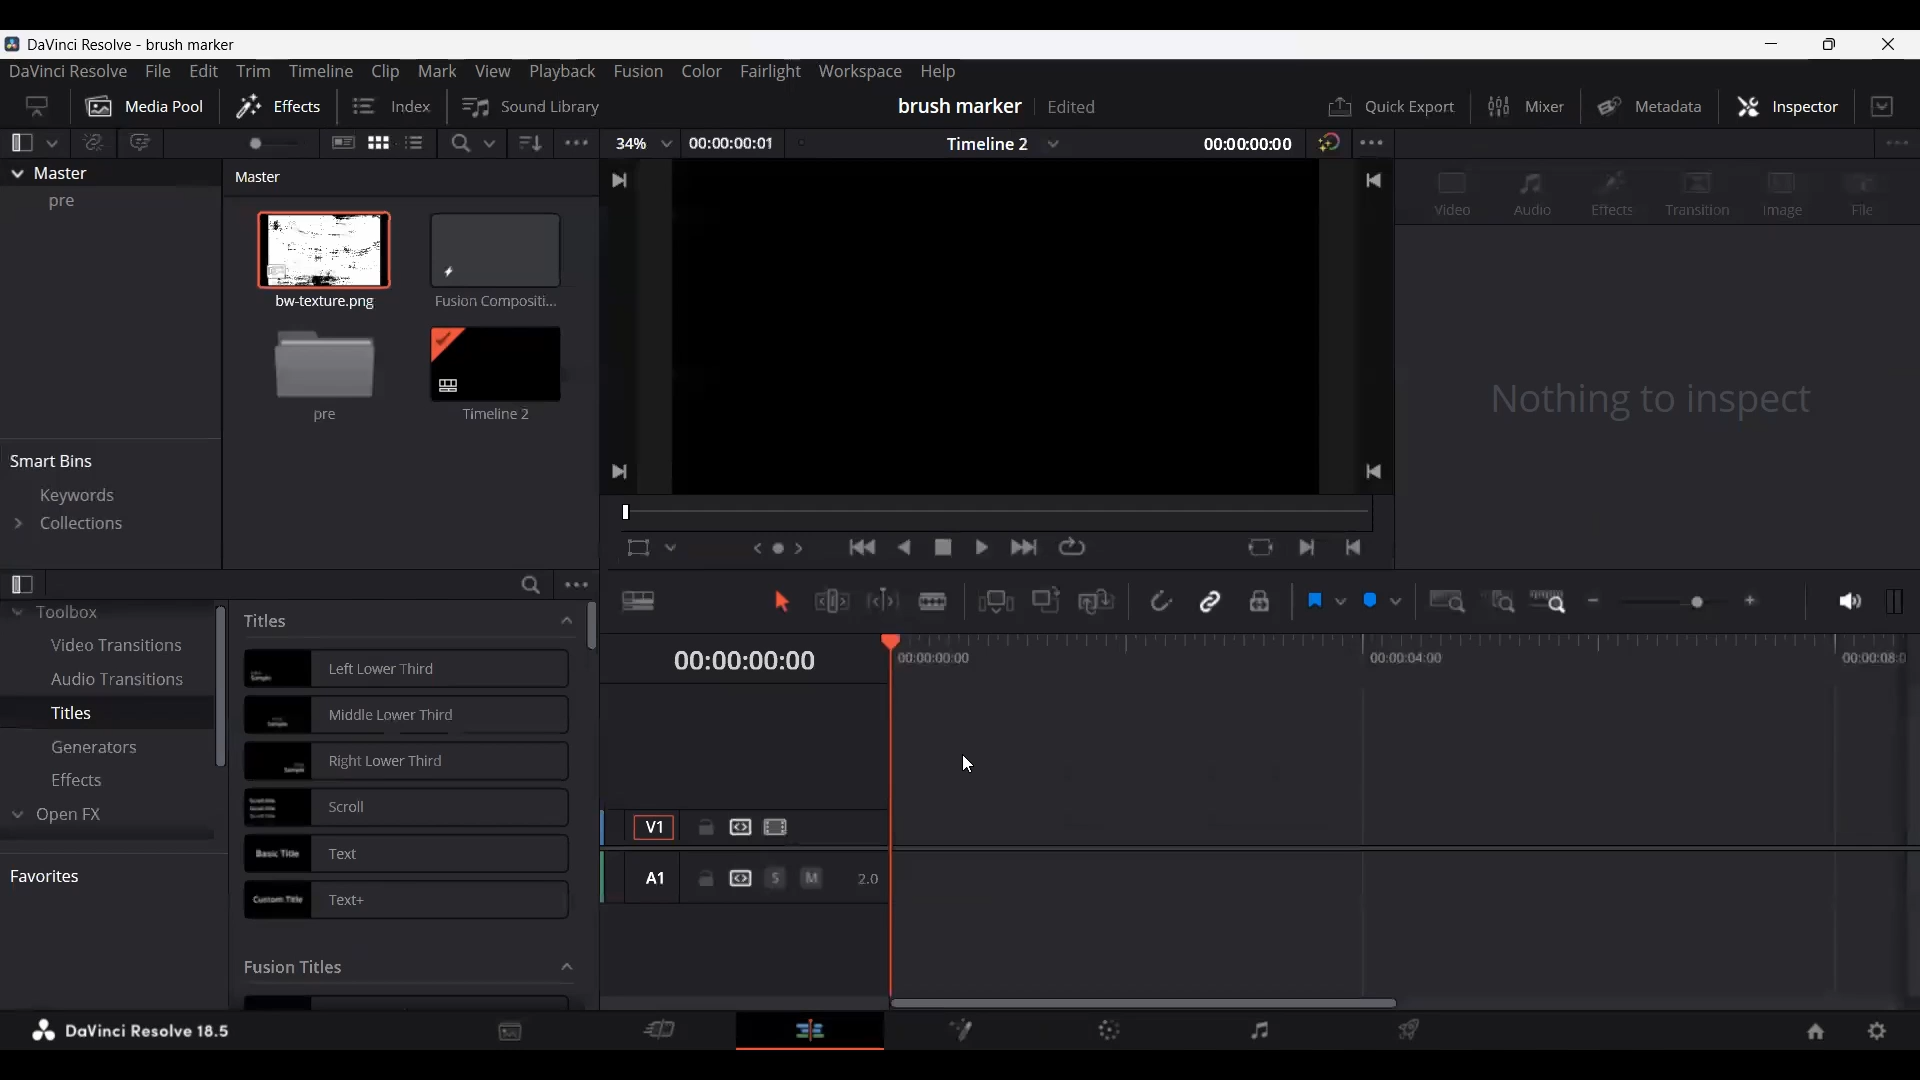 DaVinci Resolve - brush marker
DaVinci Resolve File Edit Trim Timeline Clip Mark View Playback Fusion Color Fairlight Workspace Help
Media Pool Effects Index Sound Library brush marker Edited Quick Export Mixer Metadata Inspector
34% 00:00:00:01 Timeline 2 00:00:00:00
Master
pre
Master
bw-texture.png Fusion Compositi...
pre Timeline 2
Video Audio Effects Transition Image File
Nothing to inspect
Smart Bins
Keywords
Collections
Toolbox
Video Transitions
Audio Transitions
Titles
Generators
Effects
Open FX
Favorites
Titles
Left Lower Third
Middle Lower Third
Sample Right Lower Third
Scroll
Basic Title Text
Custom Title Text+
Fusion Titles
00:00:00:00
00:00:00:00 00:00:04:00 00:00:08:0
V1
A1 S M 2.0
DaVinci Resolve 18.5